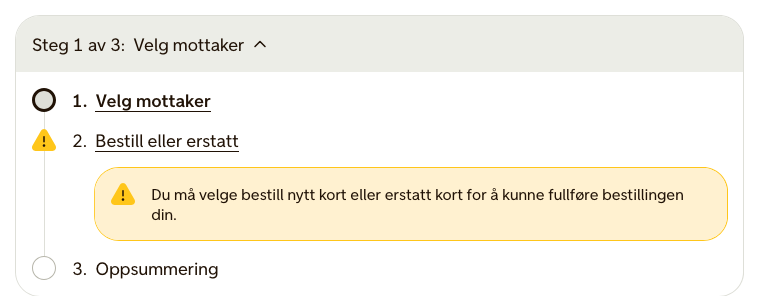 Steg 1 av 3: Velg mottaker
1. Velg mottaker
2. Bestill eller erstatt
Du må velge bestill nytt kort eller erstatt kort for å kunne fullføre bestillingen
din.
3. Oppsummering